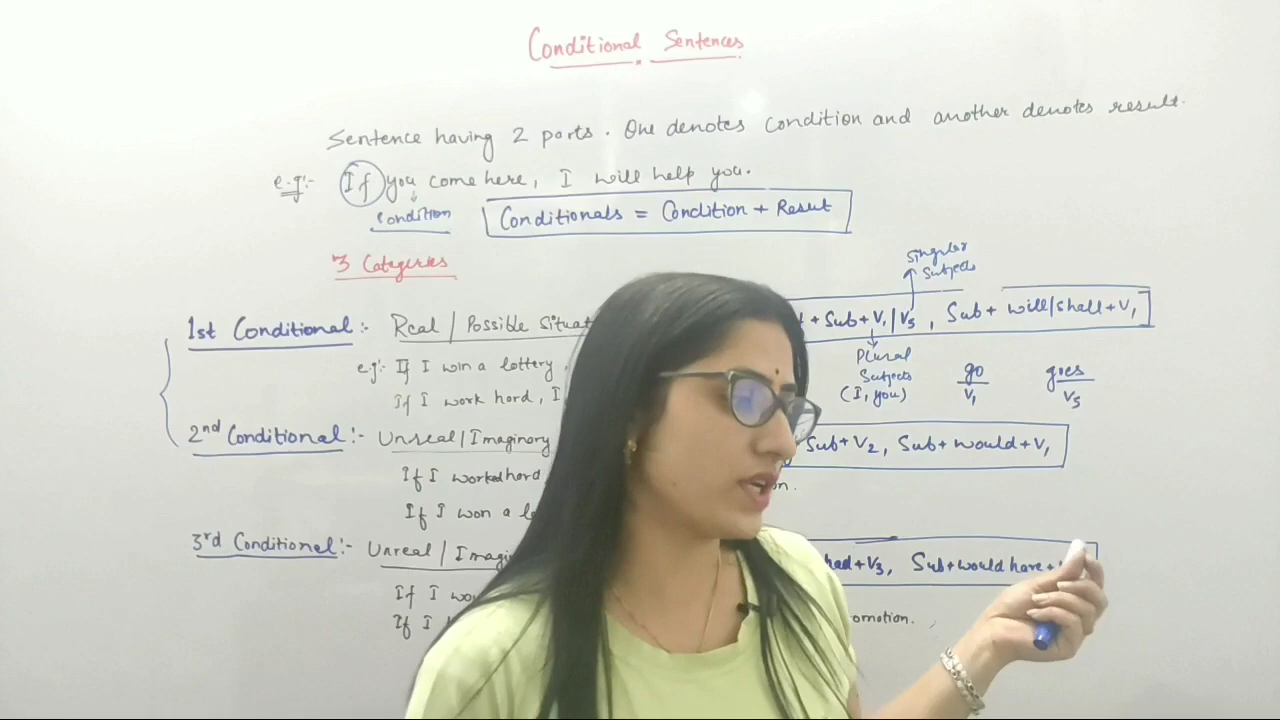 Conditional Sentences
Sentence having 2 parts. One denotes condition and another denotes result.
e.g:- If you come here, I will help you.
Condition
Conditionals = Condition + Result
3 Categories
Singular
Subjects
1st Conditional:- Real / Possible Situat + Sub + V1 / V5, Sub + will/shall + V1
Plural
Subjects
(I, you)
go
V1
goes
V5
eg:- If I win a lottery
If I work hard, I
2nd Conditional:- Unreal / Imaginary Sub + V2, Sub + would + V1
If I worked hard
on.
If I won a lo
3rd Conditional:- Unreal / Imagin had + V3, Sub + would have +
If I wo
If I omotion.